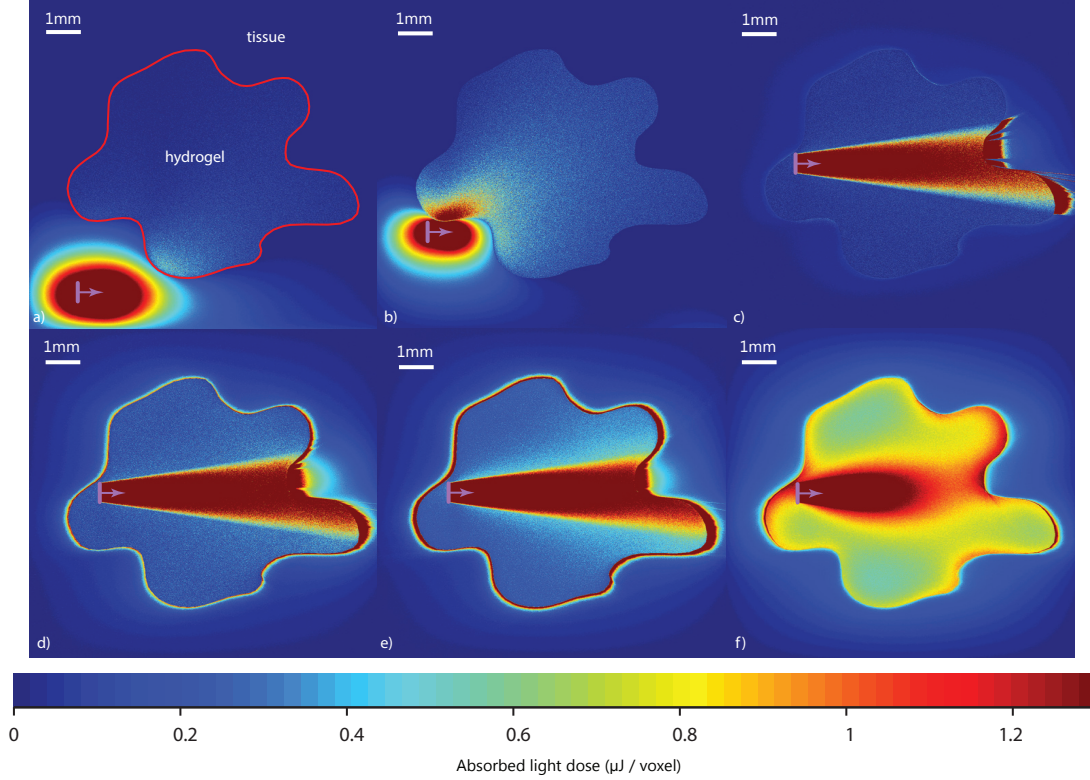 1mm
tissue
hydrogel
a)
1mm
b)
1mm
c)
1mm
d)
1mm
e)
1mm
f)
0 0.2 0.4 0.6 0.8 1 1.2
Absorbed light dose (µJ / voxel)